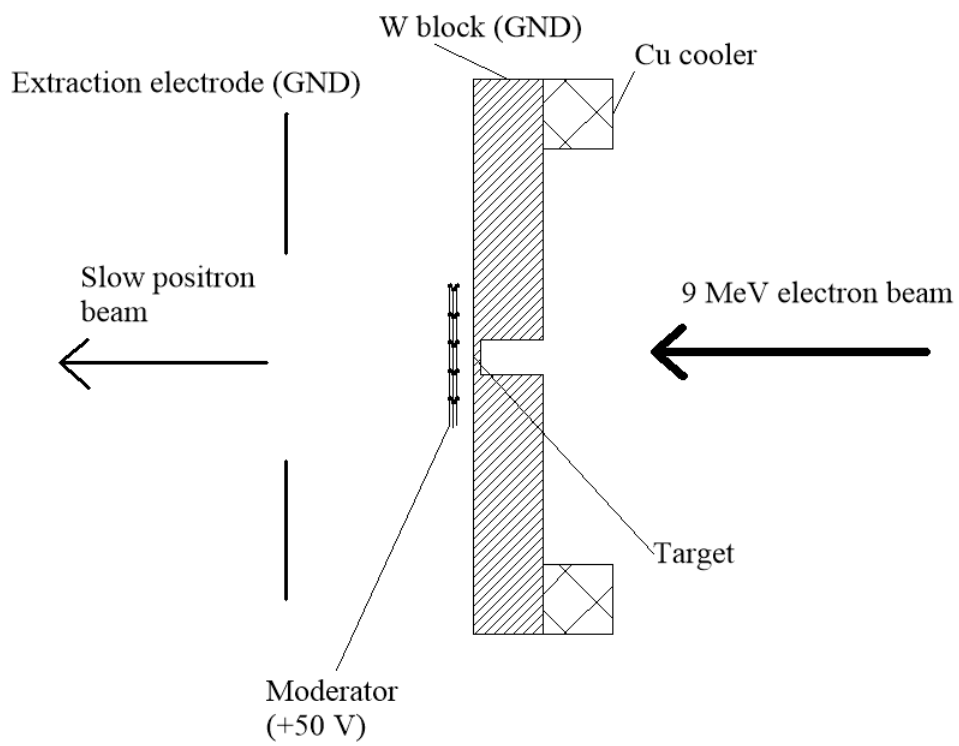 W block (GND)
Cu cooler
Extraction electrode (GND)
Slow positron
beam
9 MeV electron beam
Target
Moderator
(+50 V)